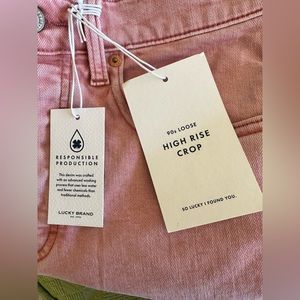 RESPONSIBLE
PRODUCTION
This denim was crafted
with an advanced washing
process that uses less water
and fewer chemicals than
traditional methods.
LUCKY BRAND
90s LOOSE
HIGH RISE
CROP
SO LUCKY I FOUND YOU.